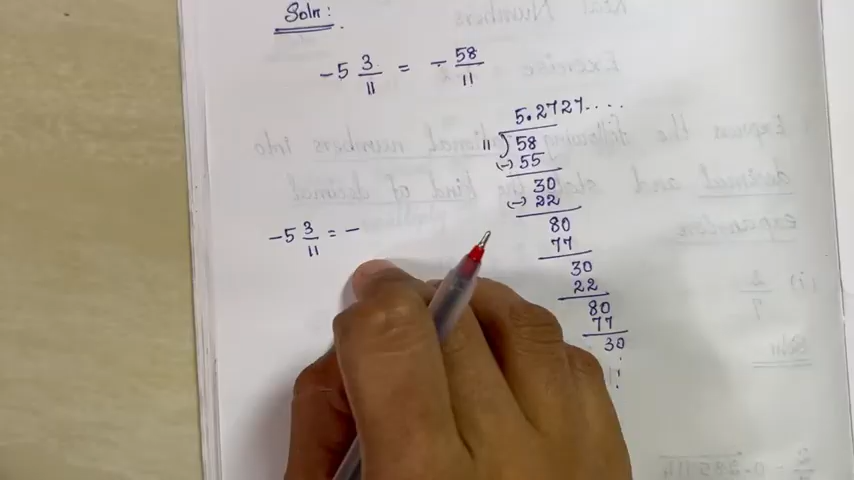 Soln:
-5 3/11 = - 58/11
5.2727....
11 ) 58
(-) 55
30
(-) 22
80
77
30
22
80
77
30
-5 3/11 = -